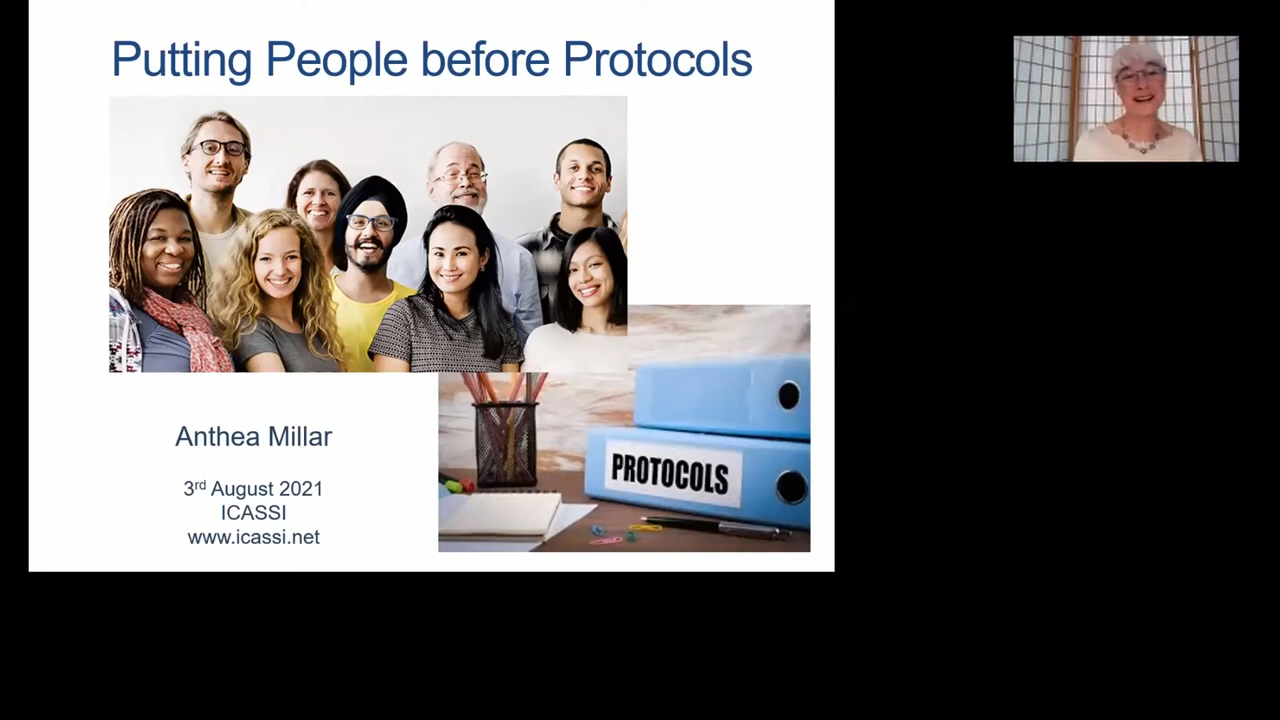 Putting People before Protocols
PROTOCOLS
Anthea Millar
3rd August 2021
ICASSI
www.icassi.net